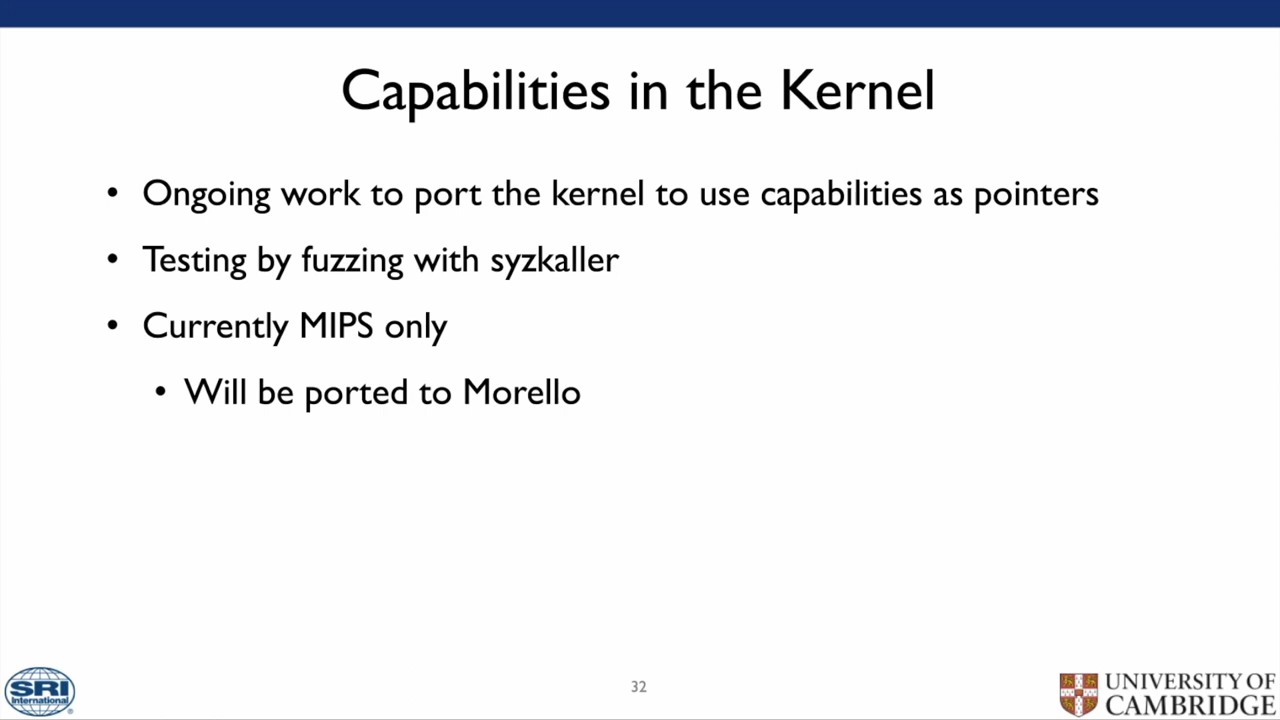 Capabilities in the Kernel
• Ongoing work to port the kernel to use capabilities as pointers
• Testing by fuzzing with syzkaller
• Currently MIPS only
• Will be ported to Morello
SRI
International®
32
UNIVERSITY OF
CAMBRIDGE